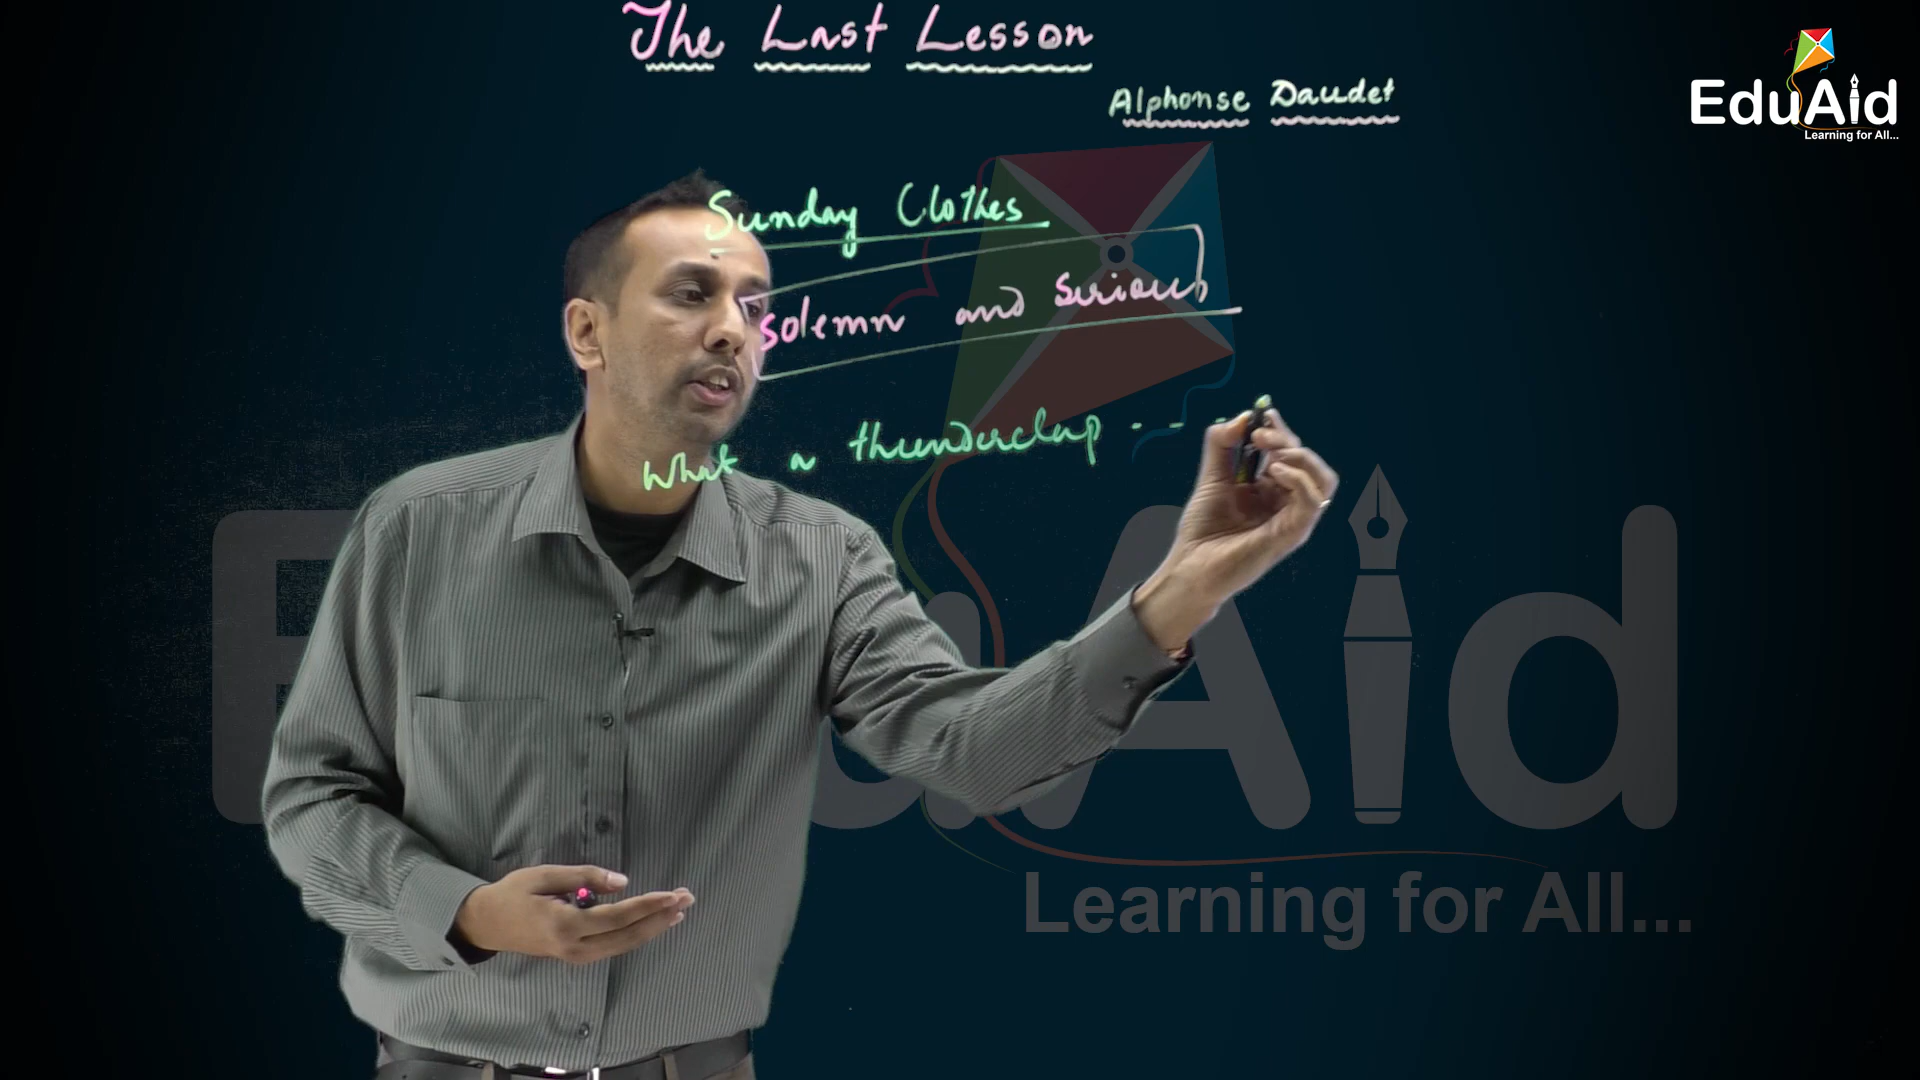 The Last Lesson
Alphonse Daudet
EduAid
Learning for All...
Sunday Clothes
solemn and serious
What a thunderclap - - -
EduAid
Learning for All...